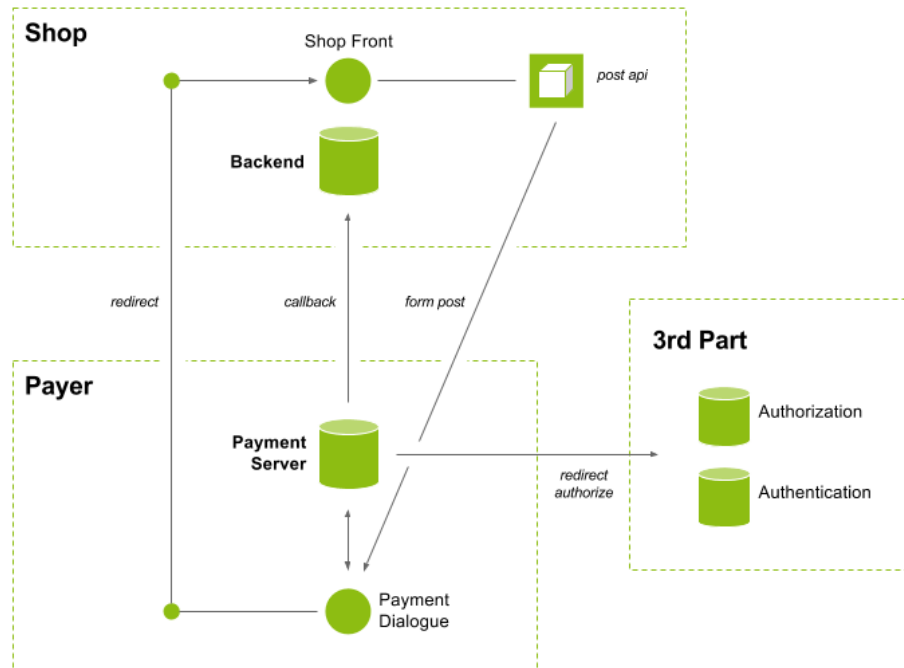 Shop
Shop Front
post api
Backend
redirect
callback
form post
3rd Part
Payer
Authorization
Payment
Server
redirect
authorize
Authentication
Payment
Dialogue